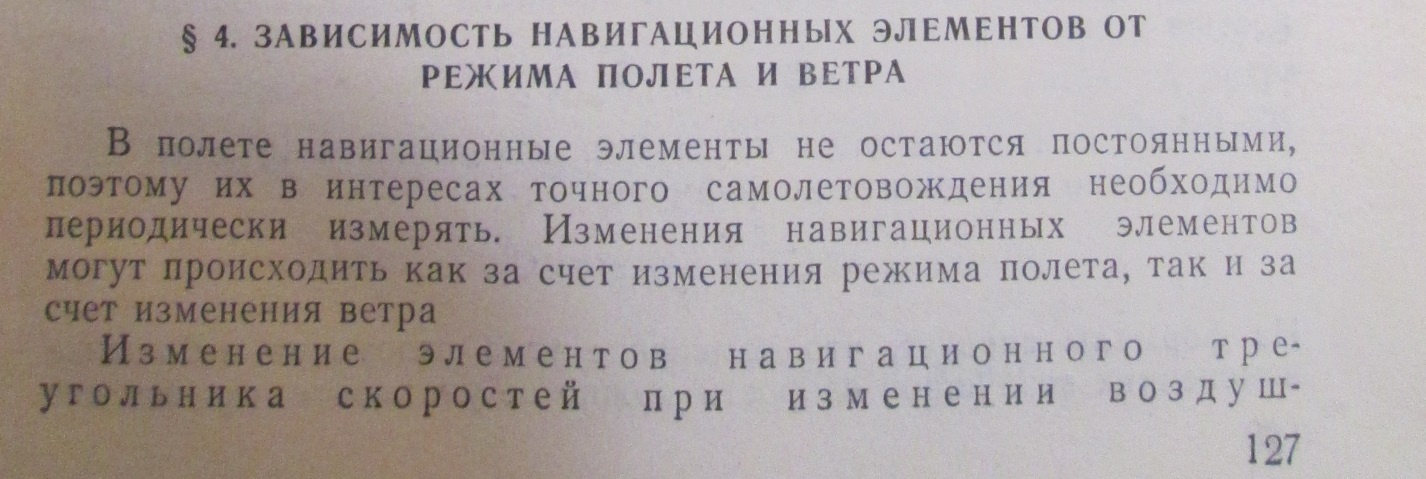 § 4. ЗАВИСИМОСТЬ НАВИГАЦИОННЫХ ЭЛЕМЕНТОВ ОТ
РЕЖИМА ПОЛЕТА И ВЕТРА
В полете навигационные элементы не остаются постоянными,
поэтому их в интересах точного самолетовождения необходимо
периодически измерять. Изменения навигационных элементов
могут происходить как за счет изменения режима полета, так и за
счет изменения ветра
Изменение элементов навигационного тре-
угольника скоростей при изменении воздуш-
127